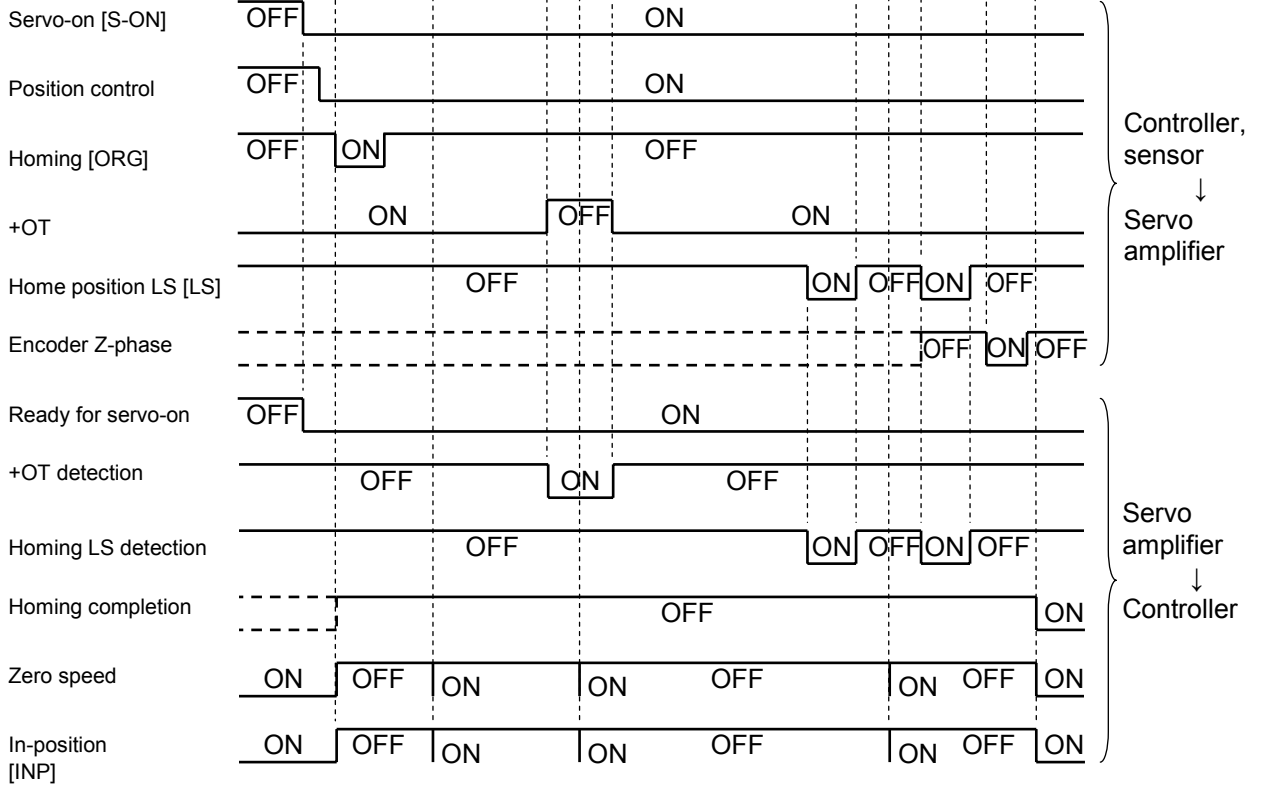 Servo-on [S-ON] OFF ON
Position control OFF ON
Homing [ORG] OFF ON OFF
+OT ON OFF ON
Home position LS [LS] OFF ON OFF ON OFF
Encoder Z-phase OFF ON OFF
Controller,
sensor
↓
Servo
amplifier
Ready for servo-on OFF ON
+OT detection OFF ON OFF
Homing LS detection OFF ON OFF ON OFF
Homing completion OFF ON
Zero speed ON OFF ON ON OFF ON OFF ON
In-position ON OFF ON ON OFF ON OFF ON
[INP]
Servo
amplifier
↓
Controller